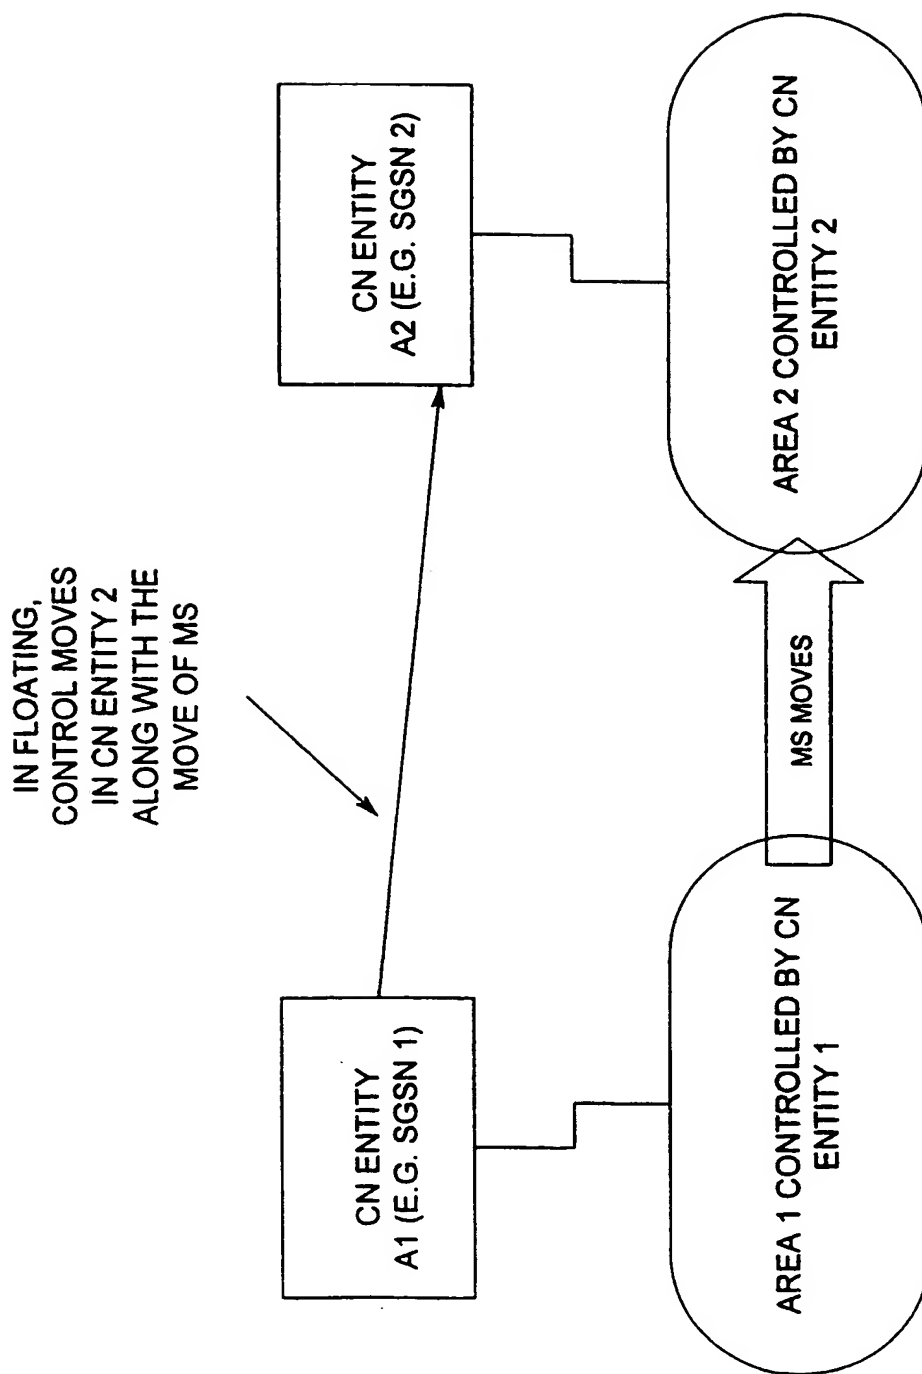 IN FLOATING,
CONTROL MOVES
IN CN ENTITY 2
ALONG WITH THE
MOVE OF MS
CN ENTITY
A1 (E.G. SGSN 1)
CN ENTITY
A2 (E.G. SGSN 2)
AREA 1 CONTROLLED BY CN
ENTITY 1
MS MOVES
AREA 2 CONTROLLED BY CN
ENTITY 2